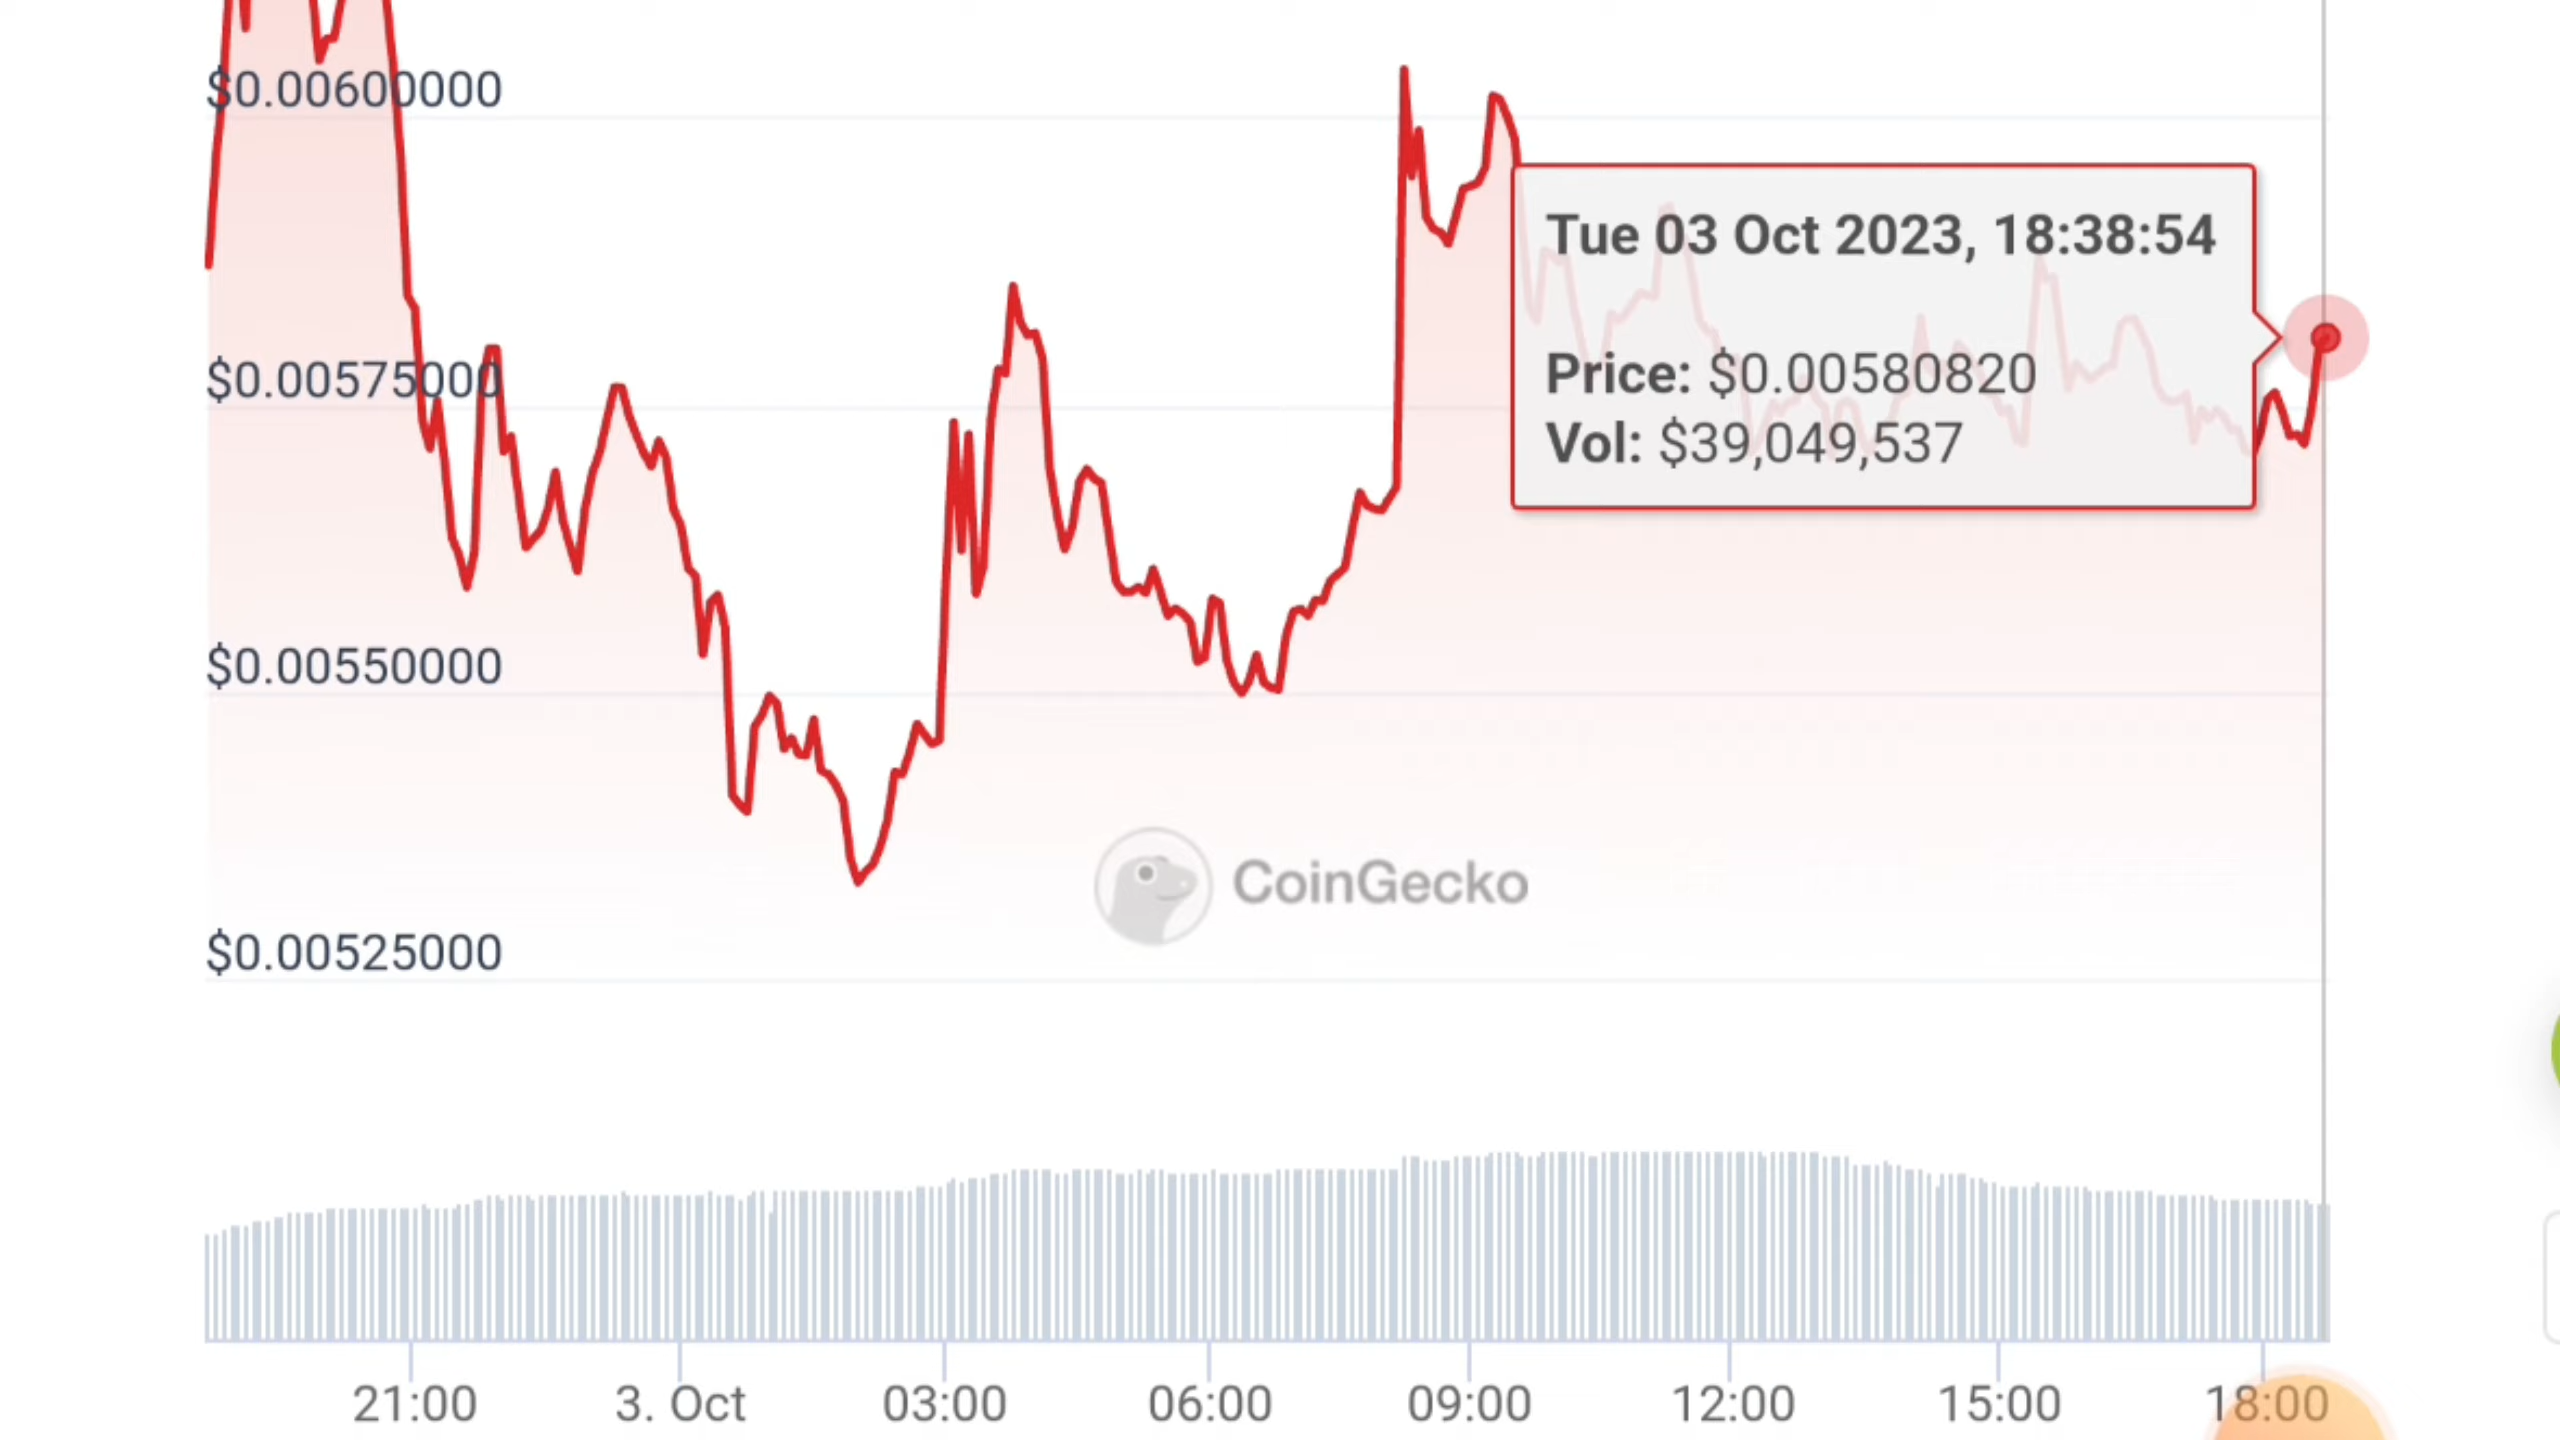 $0.00600000
Tue 03 Oct 2023, 18:38:54
Price: $0.00580820
Vol: $39,049,537
$0.00575000
$0.00550000
CoinGecko
$0.00525000
21:00 3. Oct 03:00 06:00 09:00 12:00 15:00 18:00